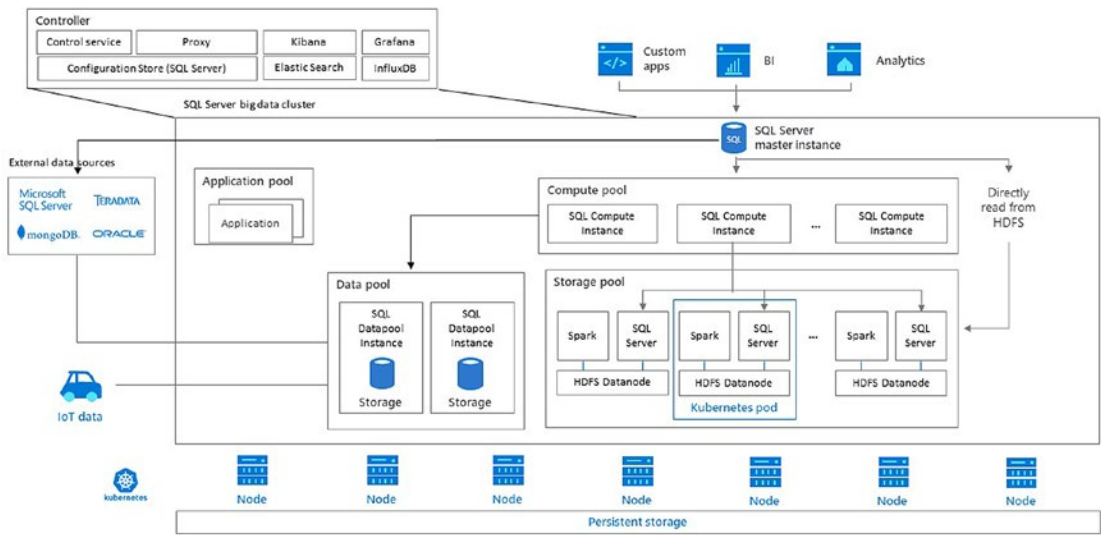 Controller
Control service
Proxy
Kibana
Grafana
Configuration Store (SQL Server)
Elastic Search
InfluxDB
Custom
apps
BI
Analytics
SQL Server big data cluster
SQL
SQL Server
master instance
External data sources
Microsoft
SQL Server
TERADATA
mongoDB.
ORACLE
Application pool
Application
Compute pool
SQL Compute
Instance
SQL Compute
Instance
...
SQL Compute
Instance
Directly
read from
HDFS
Data pool
SQL
Datapool
Instance
Storage
SQL
Datapool
Instance
Storage
Storage pool
Spark
SQL
Server
HDFS Datanode
Spark
SQL
Server
HDFS Datanode
Kubernetes pod
...
Spark
SQL
Server
HDFS Datanode
IoT data
kubernetes
Node
Node
Node
Node
Node
Node
Node
Persistent storage